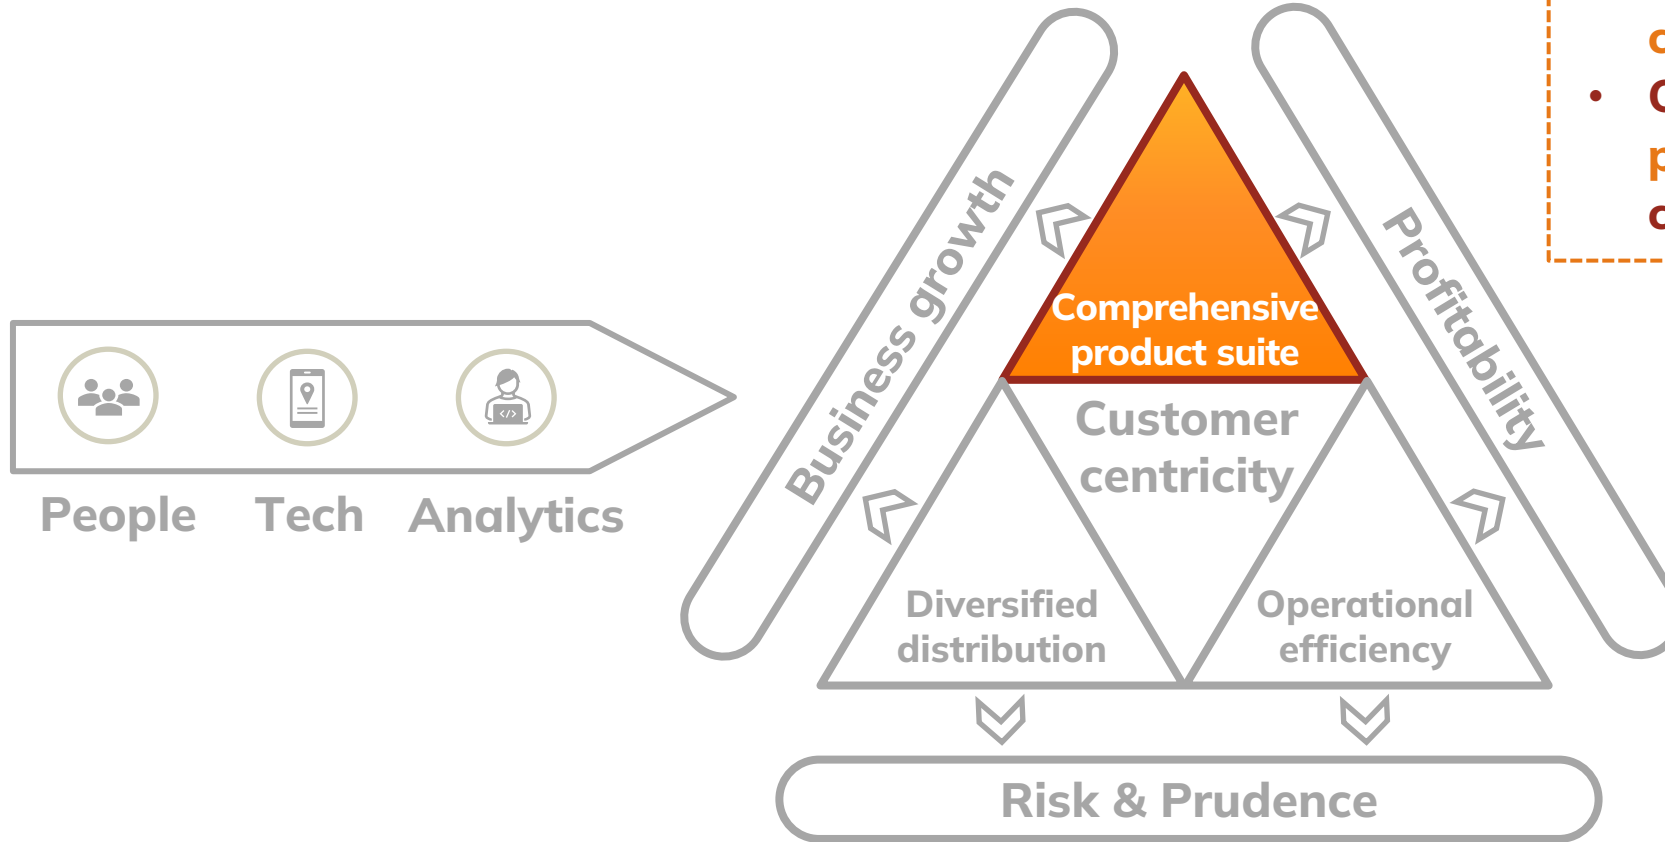 Business growth
Profitability
Comprehensive
product suite
Customer
centricity
People Tech Analytics
Diversified
distribution
Operational
efficiency
Risk & Prudence